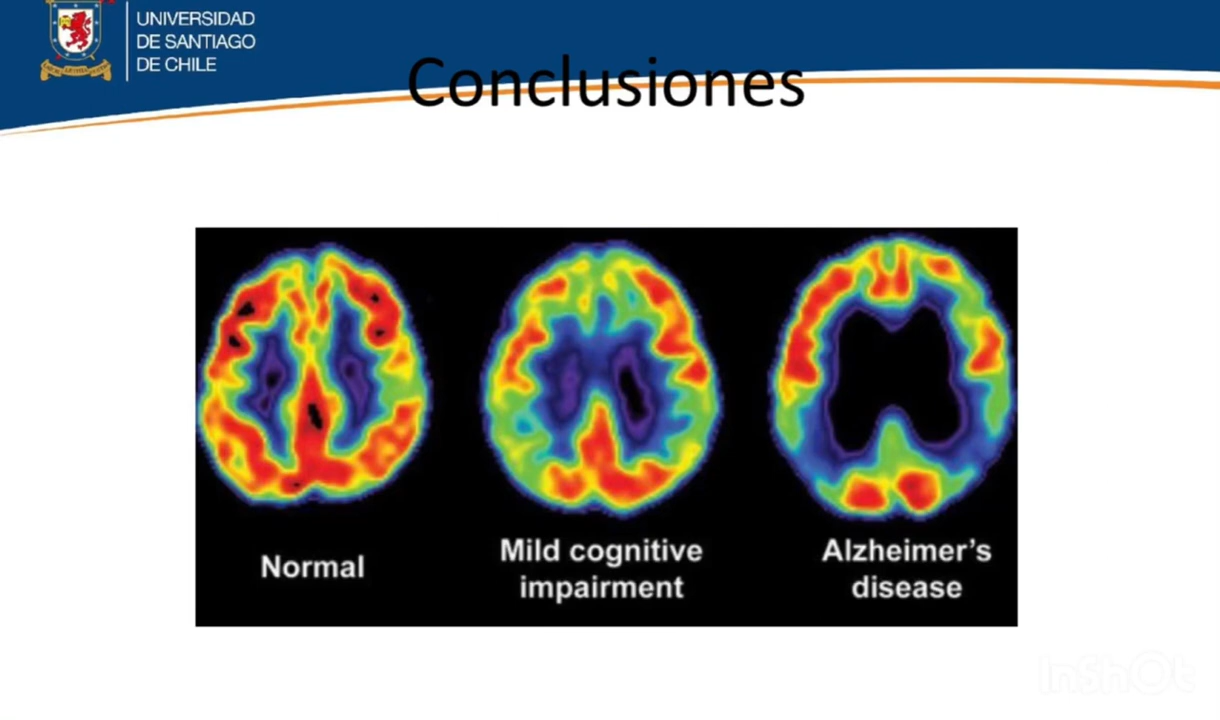 UNIVERSIDAD
DE SANTIAGO
DE CHILE
Conclusiones
Normal
Mild cognitive
impairment
Alzheimer's
disease
InShOt